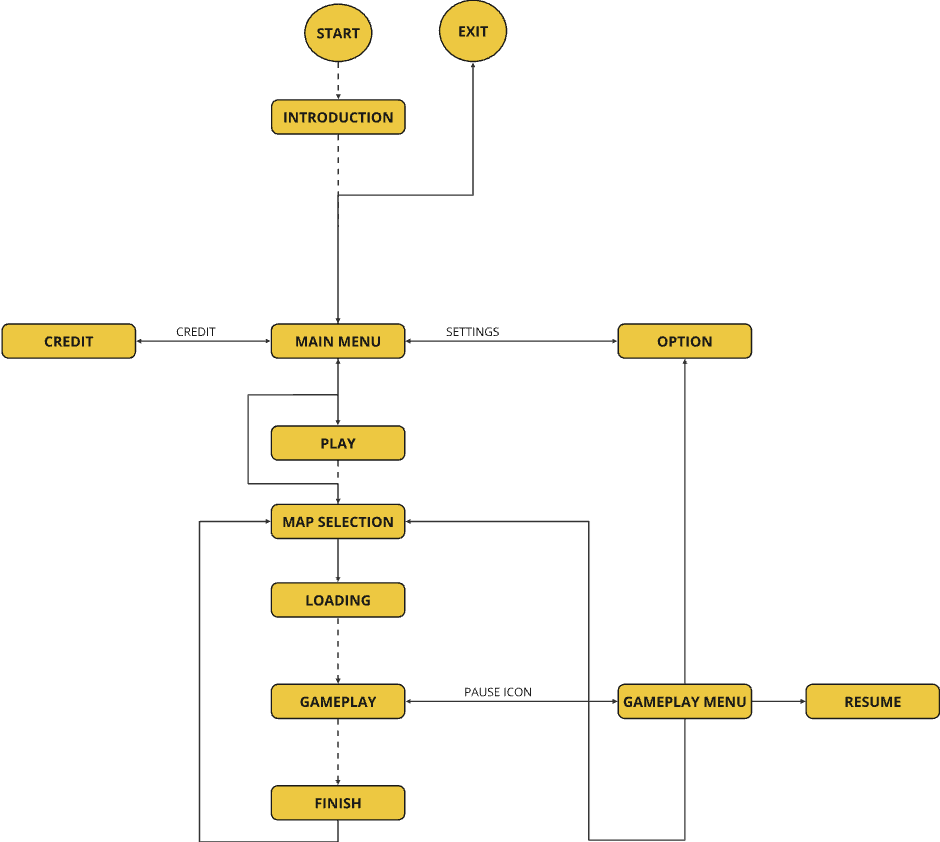 START
EXIT
INTRODUCTION
CREDIT
CREDIT
MAIN MENU
SETTINGS
OPTION
PLAY
MAP SELECTION
LOADING
GAMEPLAY
PAUSE ICON
GAMEPLAY MENU
RESUME
FINISH